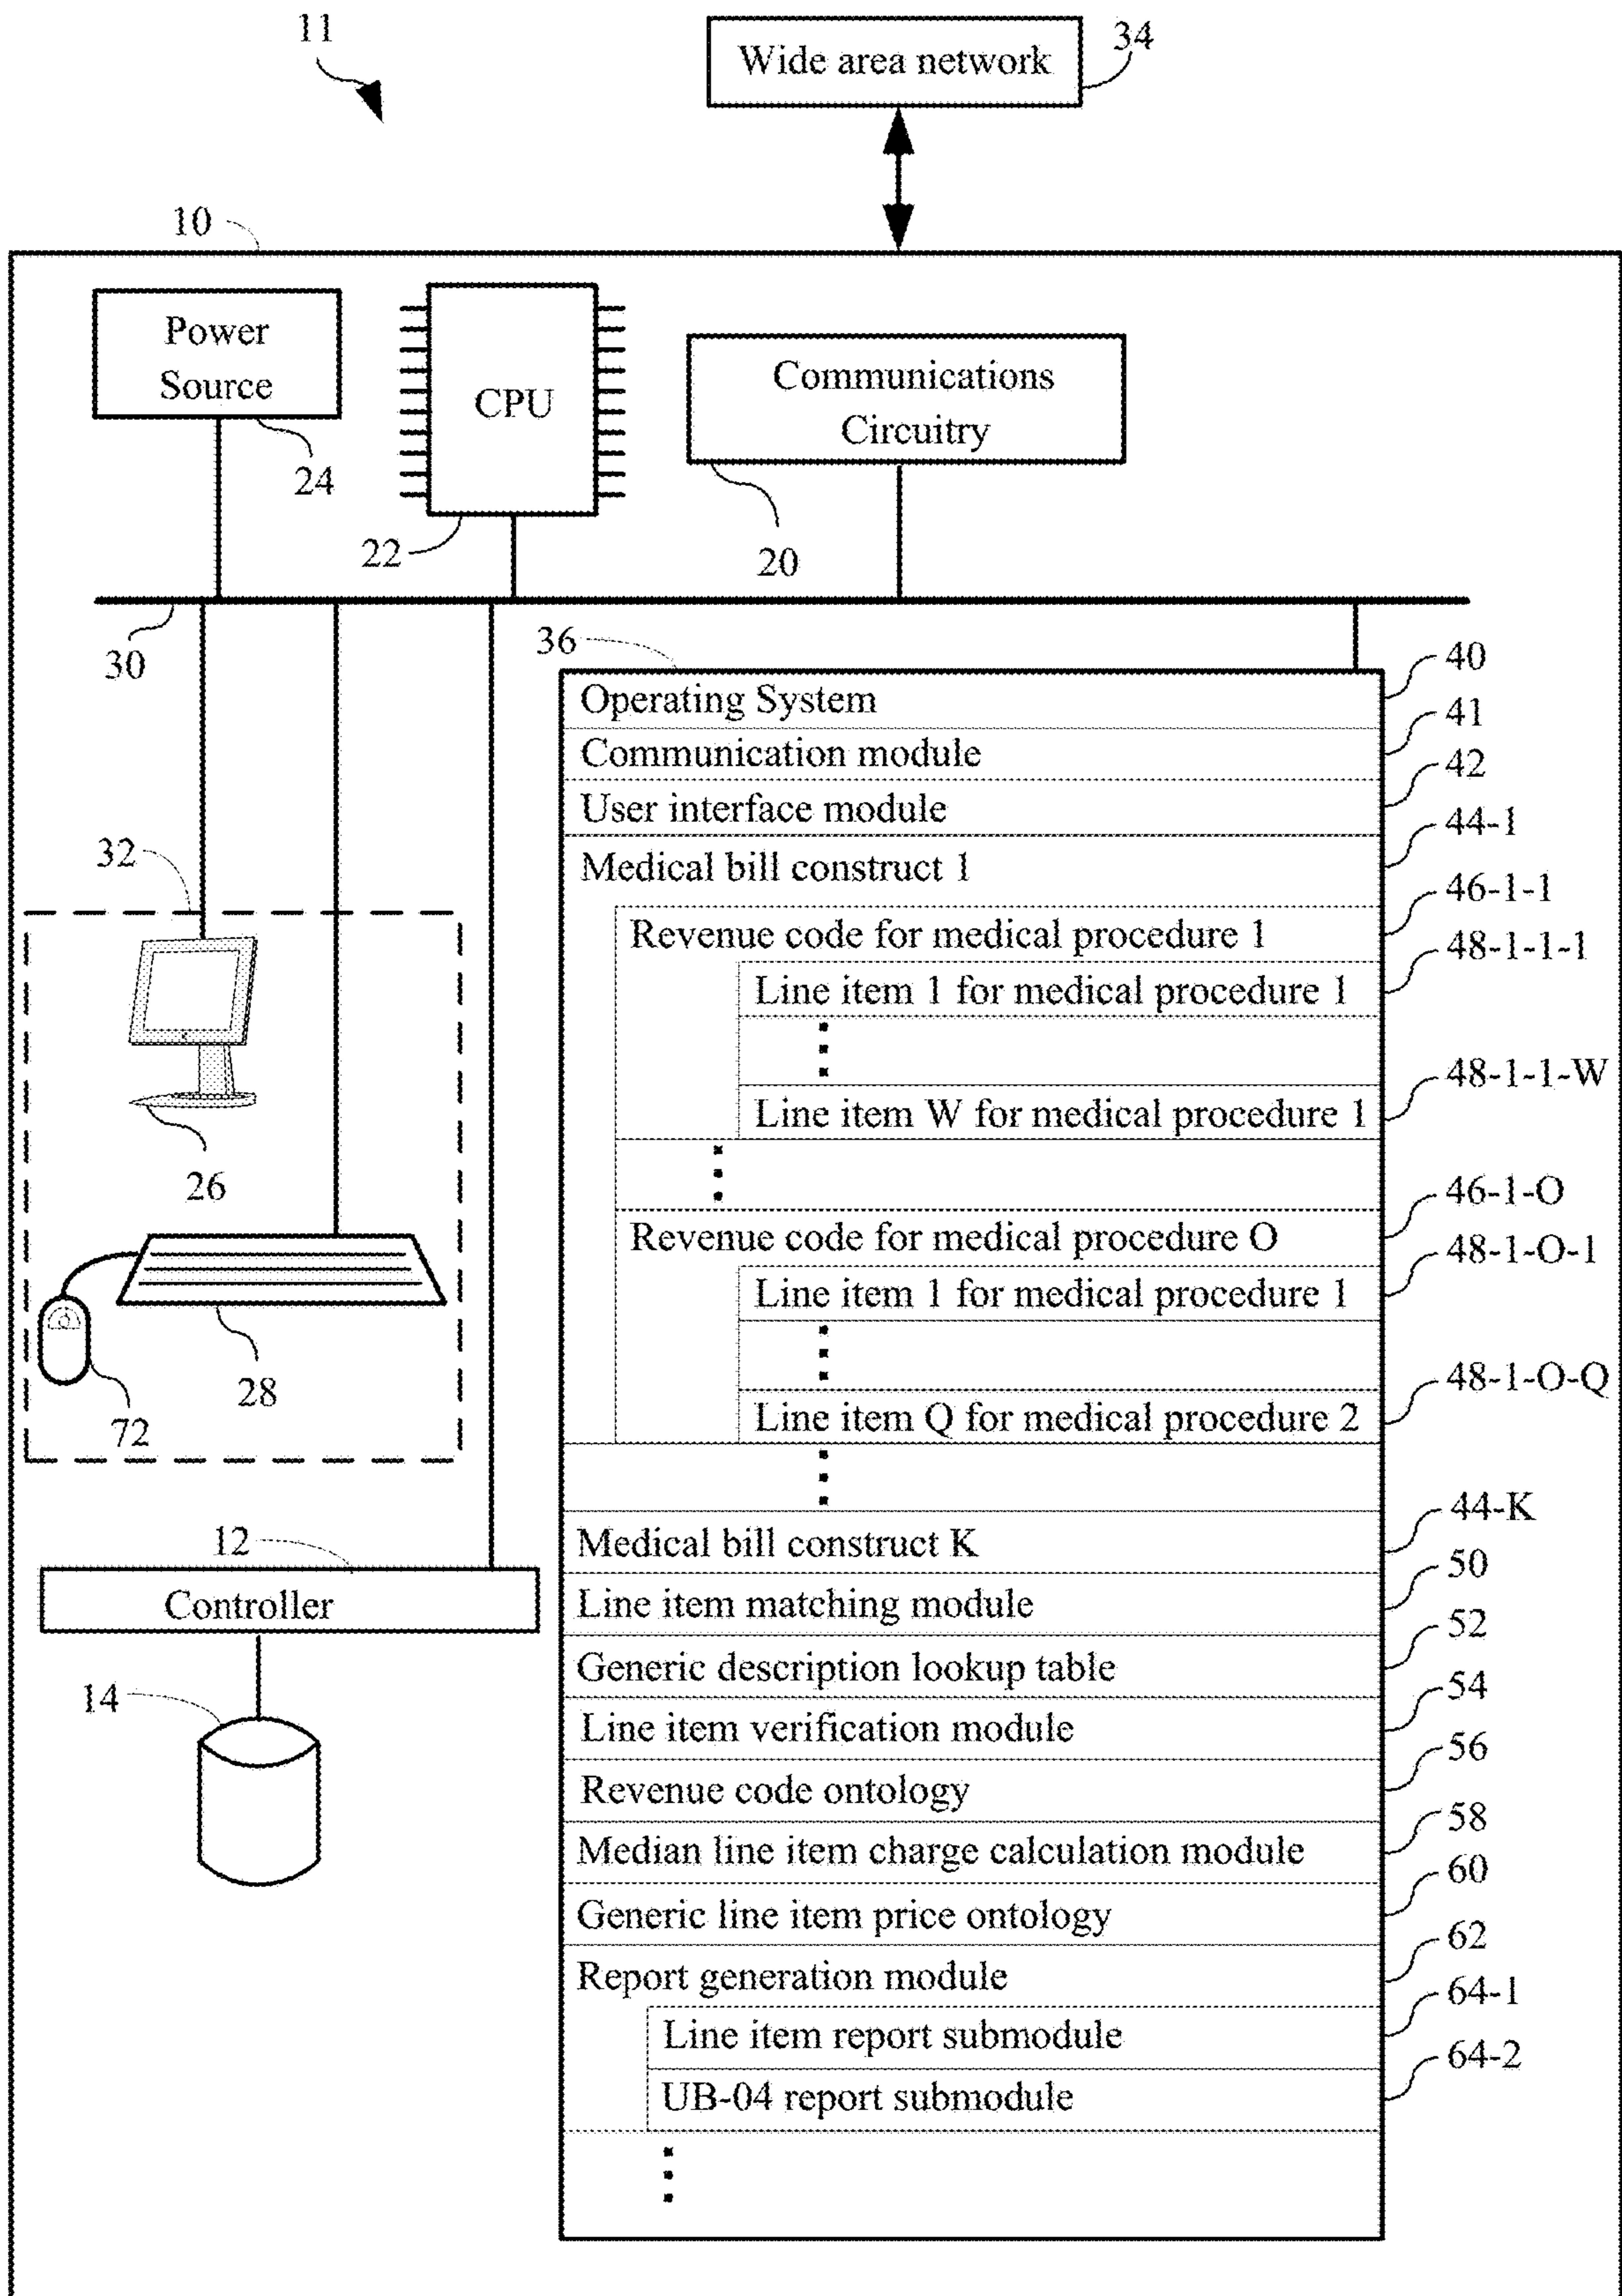 11
Wide area network
34
10
Power
Source
24
CPU
22
Communications
Circuitry
20
30
36
Operating System
40
Communication module
41
User interface module
42
Medical bill construct 1
44-1
Revenue code for medical procedure 1
46-1-1
Line item 1 for medical procedure 1
48-1-1-1
Line item W for medical procedure 1
48-1-1-W
Revenue code for medical procedure O
46-1-O
Line item 1 for medical procedure 1
48-1-O-1
Line item Q for medical procedure 2
48-1-O-Q
32
26
28
72
12
Controller
14
Medical bill construct K
44-K
Line item matching module
50
Generic description lookup table
52
Line item verification module
54
Revenue code ontology
56
Median line item charge calculation module
58
Generic line item price ontology
60
Report generation module
62
Line item report submodule
64-1
UB-04 report submodule
64-2